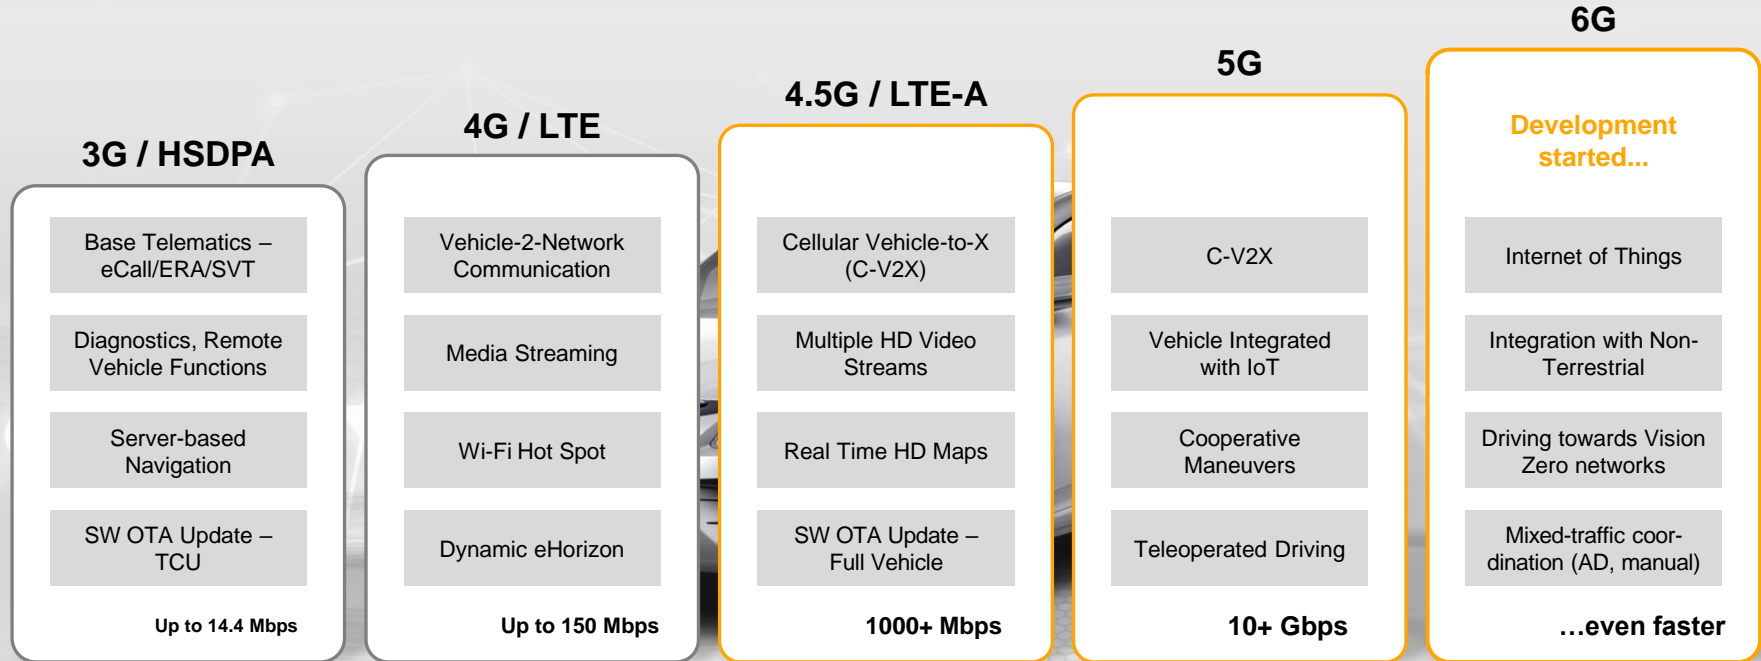 3G / HSDPA
Base Telematics –
eCall/ERA/SVT
Diagnostics, Remote
Vehicle Functions
Server-based
Navigation
SW OTA Update –
TCU
Up to 14.4 Mbps
4G / LTE
Vehicle-2-Network
Communication
Media Streaming
Wi-Fi Hot Spot
Dynamic eHorizon
Up to 150 Mbps
4.5G / LTE-A
Cellular Vehicle-to-X
(C-V2X)
Multiple HD Video
Streams
Real Time HD Maps
SW OTA Update –
Full Vehicle
1000+ Mbps
5G
C-V2X
Vehicle Integrated
with IoT
Cooperative
Maneuvers
Teleoperated Driving
10+ Gbps
6G
Development
started...
Internet of Things
Integration with Non-
Terrestrial
Driving towards Vision
Zero networks
Mixed-traffic coor-
dination (AD, manual)
…even faster